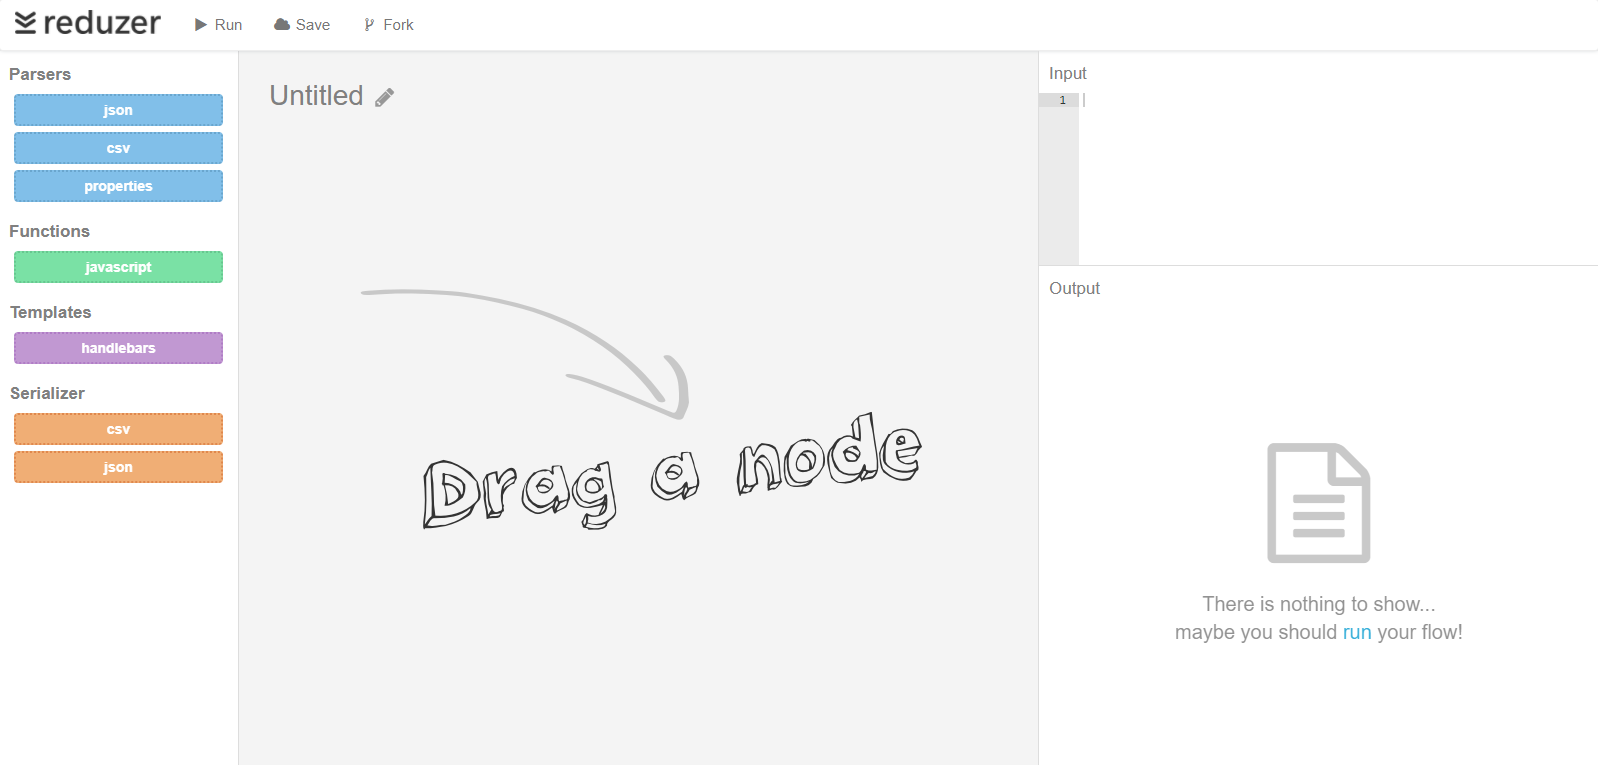 reduzer
Run
Save
Fork
Parsers
json
csv
properties
Functions
javascript
Templates
handlebars
Serializer
csv
json
Untitled
Drag a node
Input
1
Output
There is nothing to show...
maybe you should run your flow!